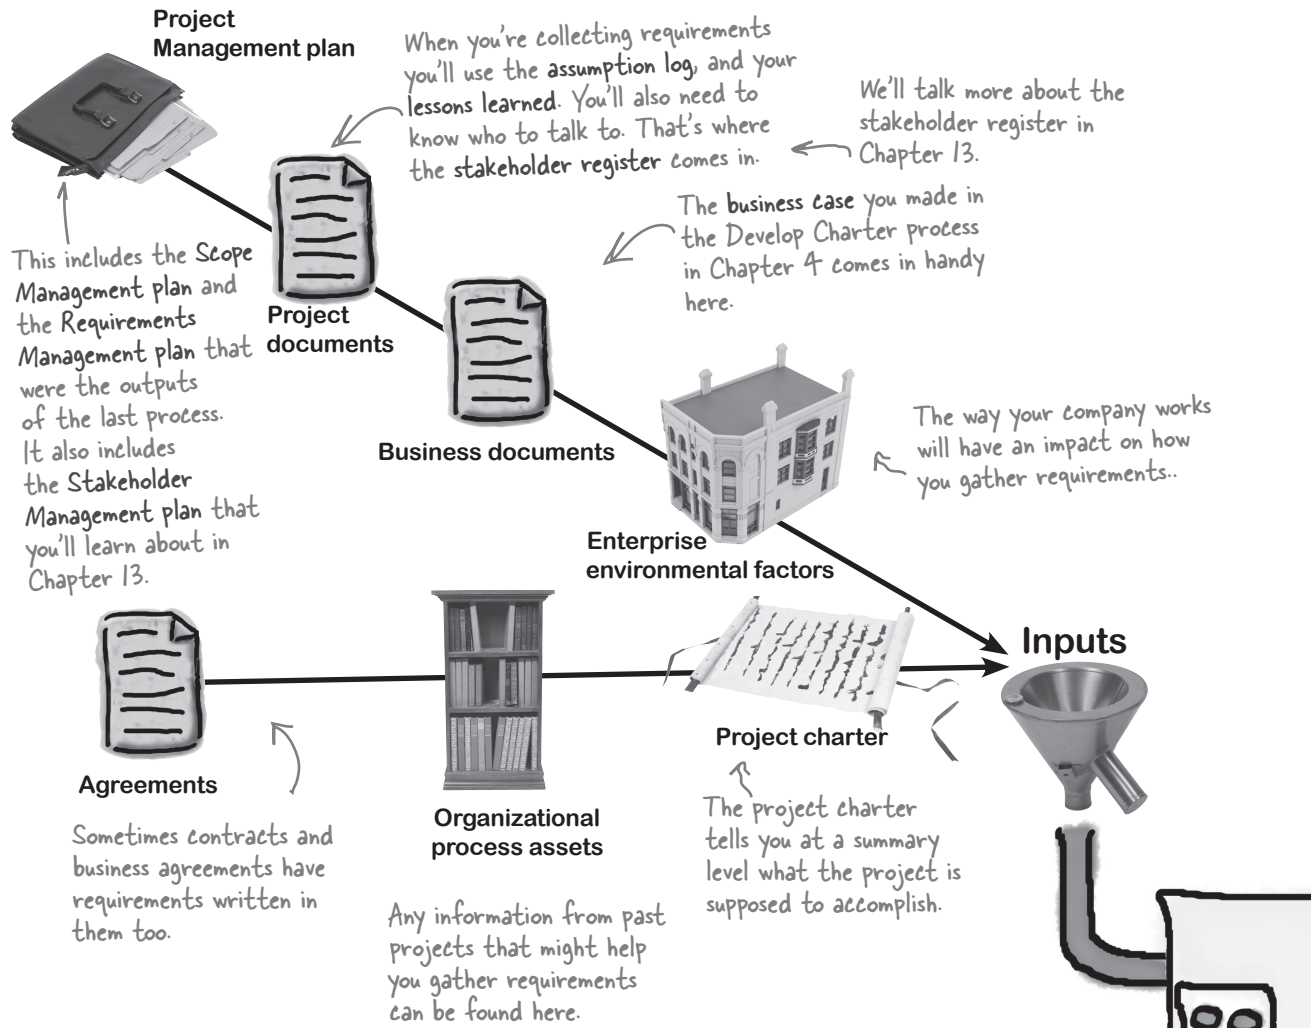 Project
Management plan
When you're collecting requirements
you'll use the assumption log, and your
lessons learned. You'll also need to
know who to talk to. That's where
the stakeholder register comes in.
We'll talk more about the
stakeholder register in
Chapter 13.
The business case you made in
the Develop Charter process
in Chapter 4 comes in handy
here.
This includes the Scope
Management plan and
the Requirements
Management plan that
were the outputs
of the last process.
It also includes
the Stakeholder
Management plan that
you'll learn about in
Chapter 13.
Project
documents
Business documents
The way your company works
will have an impact on how
you gather requirements..
Enterprise
environmental factors
Inputs
Project charter
Agreements
Organizational
process assets
The project charter
tells you at a summary
level what the project is
supposed to accomplish.
Sometimes contracts and
business agreements have
requirements written in
them too.
Any information from past
projects that might help
you gather requirements
can be found here.